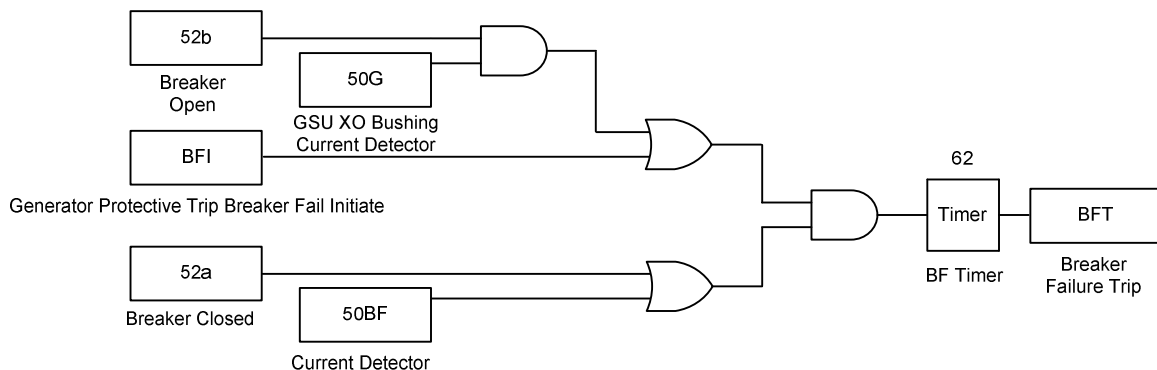 52b
Breaker
Open
50G
GSU XO Bushing
Current Detector
BFI
Generator Protective Trip Breaker Fail Initiate
52a
Breaker Closed
50BF
Current Detector
62
Timer
BF Timer
BFT
Breaker
Failure Trip